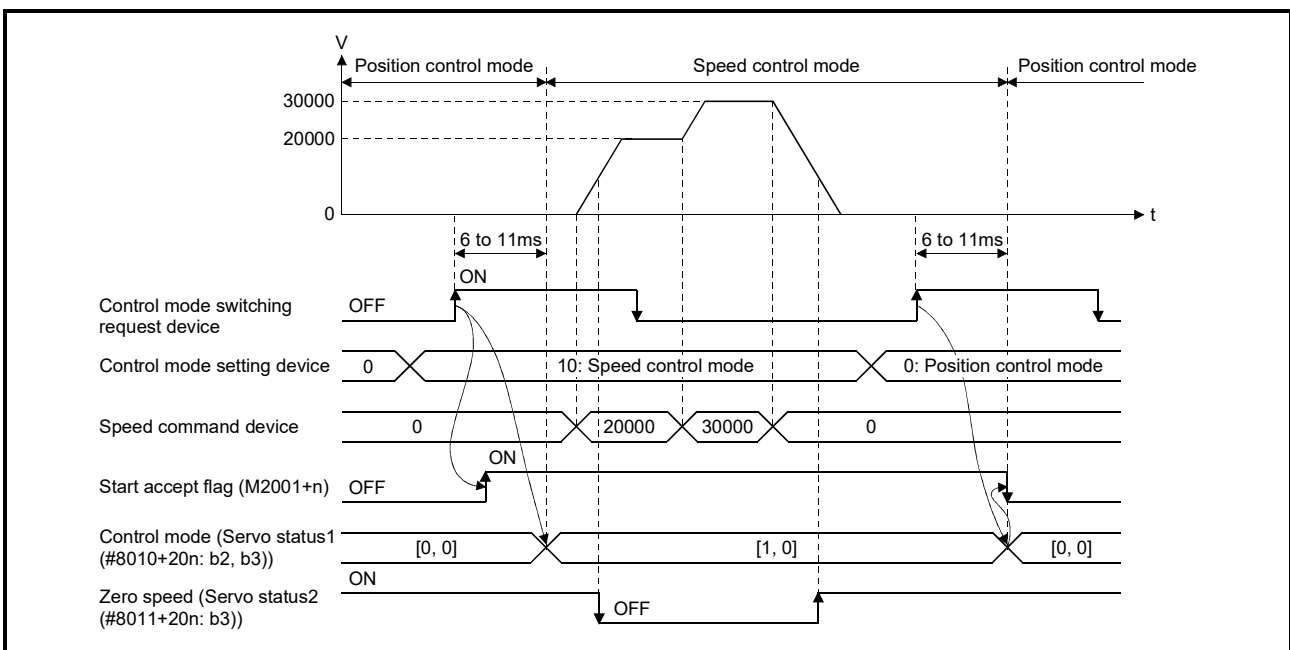 V
Position control mode
Speed control mode
Position control mode
30000
20000
0
t
6 to 11ms
6 to 11ms
ON
Control mode switching
request device
OFF
Control mode setting device
0
10: Speed control mode
0: Position control mode
Speed command device
0
20000
30000
0
ON
Start accept flag (M2001+n)
OFF
Control mode (Servo status1
(#8010+20n: b2, b3))
[0, 0]
[1, 0]
[0, 0]
ON
Zero speed (Servo status2
(#8011+20n: b3))
OFF